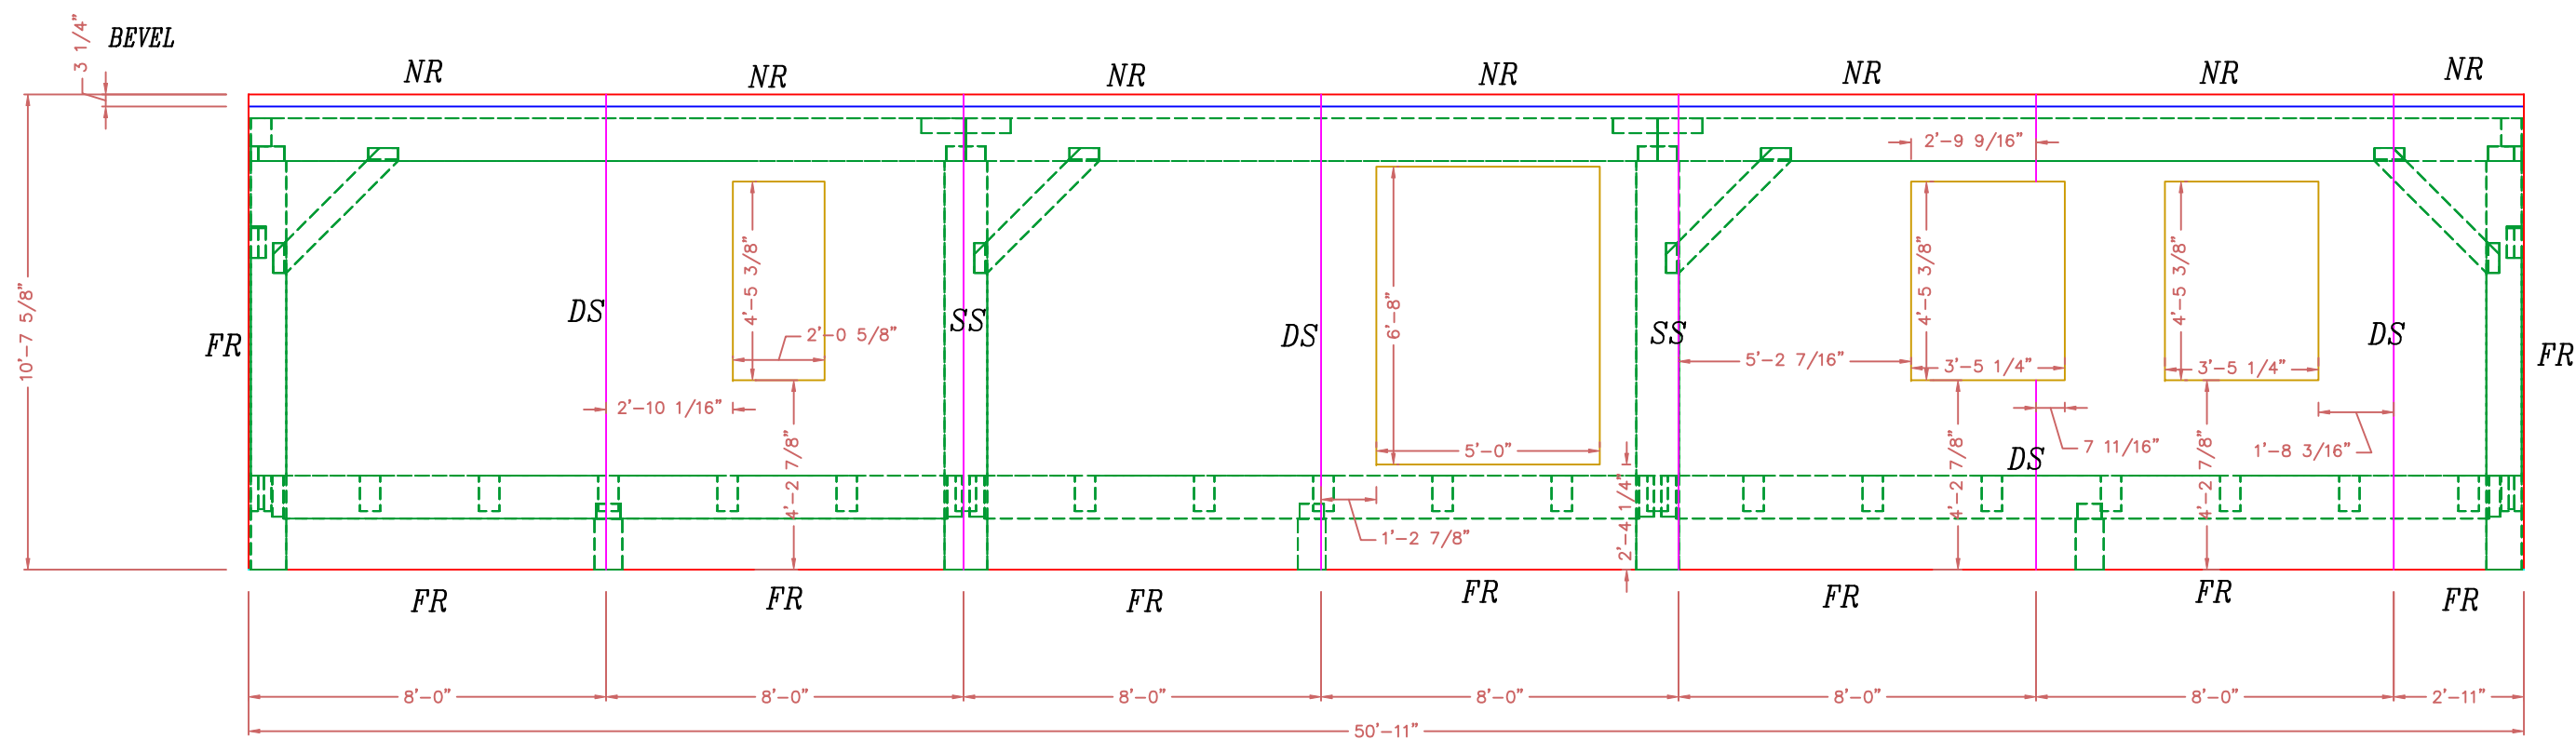 3 1/4"
BEVEL
NR
NR
NR
NR
NR
NR
NR
2'-9 9/16"
10'-7 5/8"
FR
DS
4'-5 3/8"
2'-0 5/8"
2'-10 1/16"
4'-2 7/8"
SS
DS
6'-8"
5'-0"
1'-2 7/8"
2'-4 1/4"
SS
5'-2 7/16"
4'-5 3/8"
3'-5 1/4"
4'-2 7/8"
DS
7 11/16"
4'-5 3/8"
3'-5 1/4"
4'-2 7/8"
1'-8 3/16"
DS
FR
FR
FR
FR
FR
FR
FR
FR
8'-0"
8'-0"
8'-0"
8'-0"
8'-0"
8'-0"
2'-11"
50'-11"